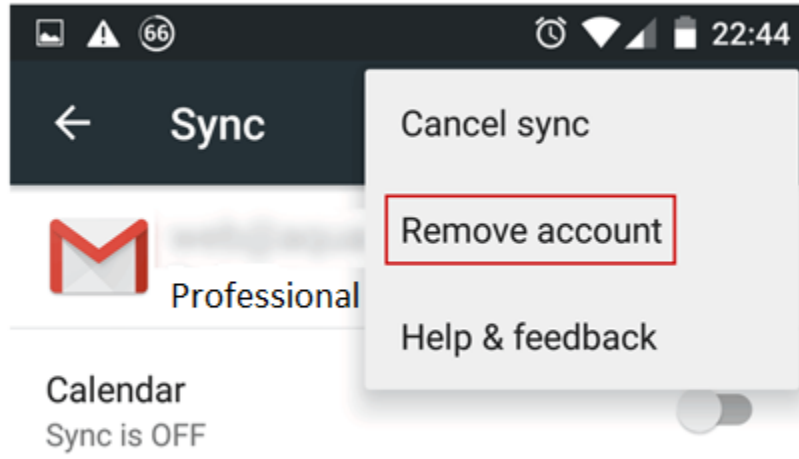 66 22:44
Sync
Cancel sync
Remove account
Professional
Help & feedback
Calendar
Sync is OFF